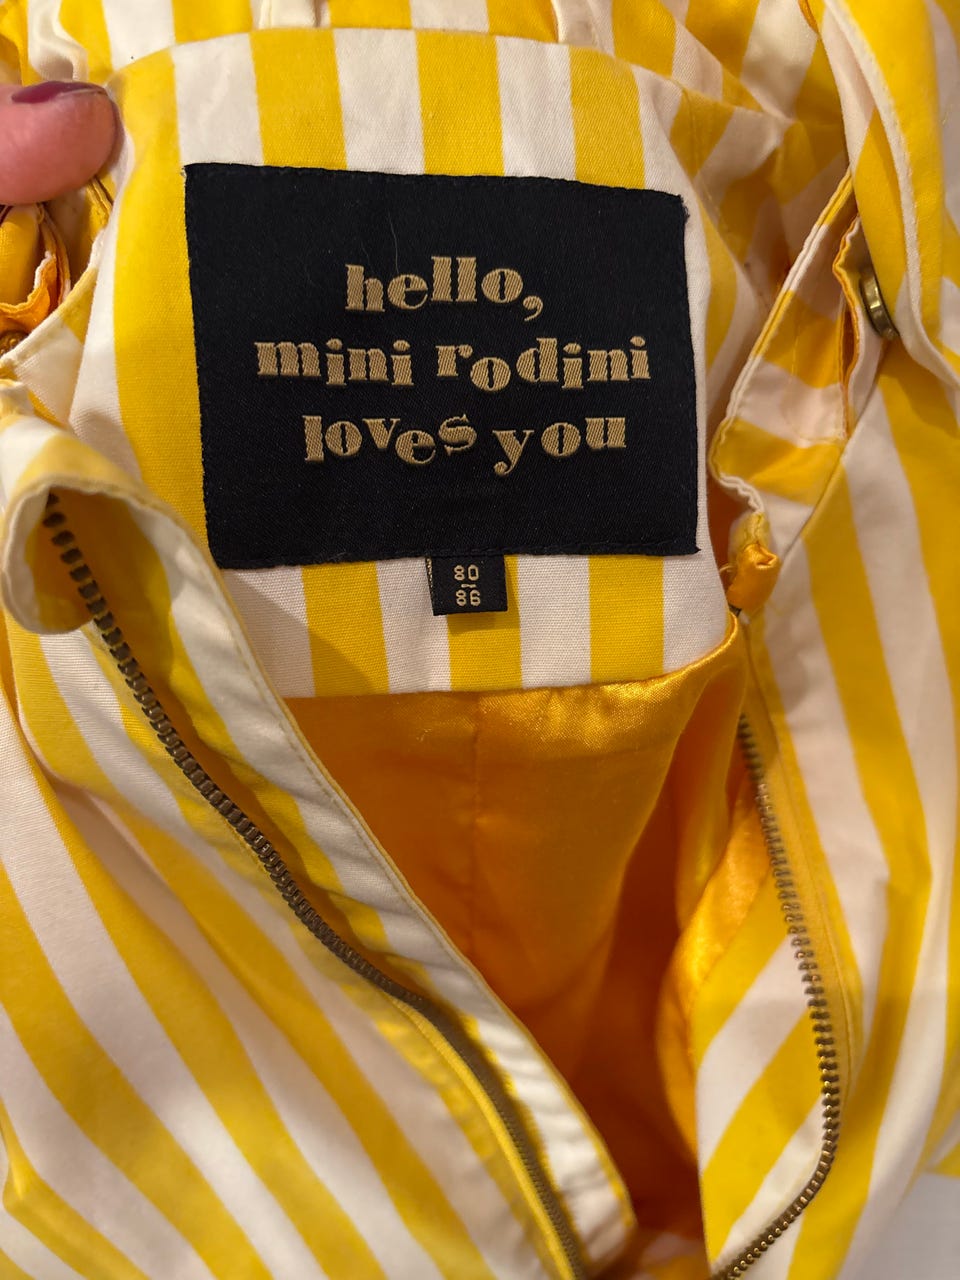 hello,
mini rodini
loves you
80
86